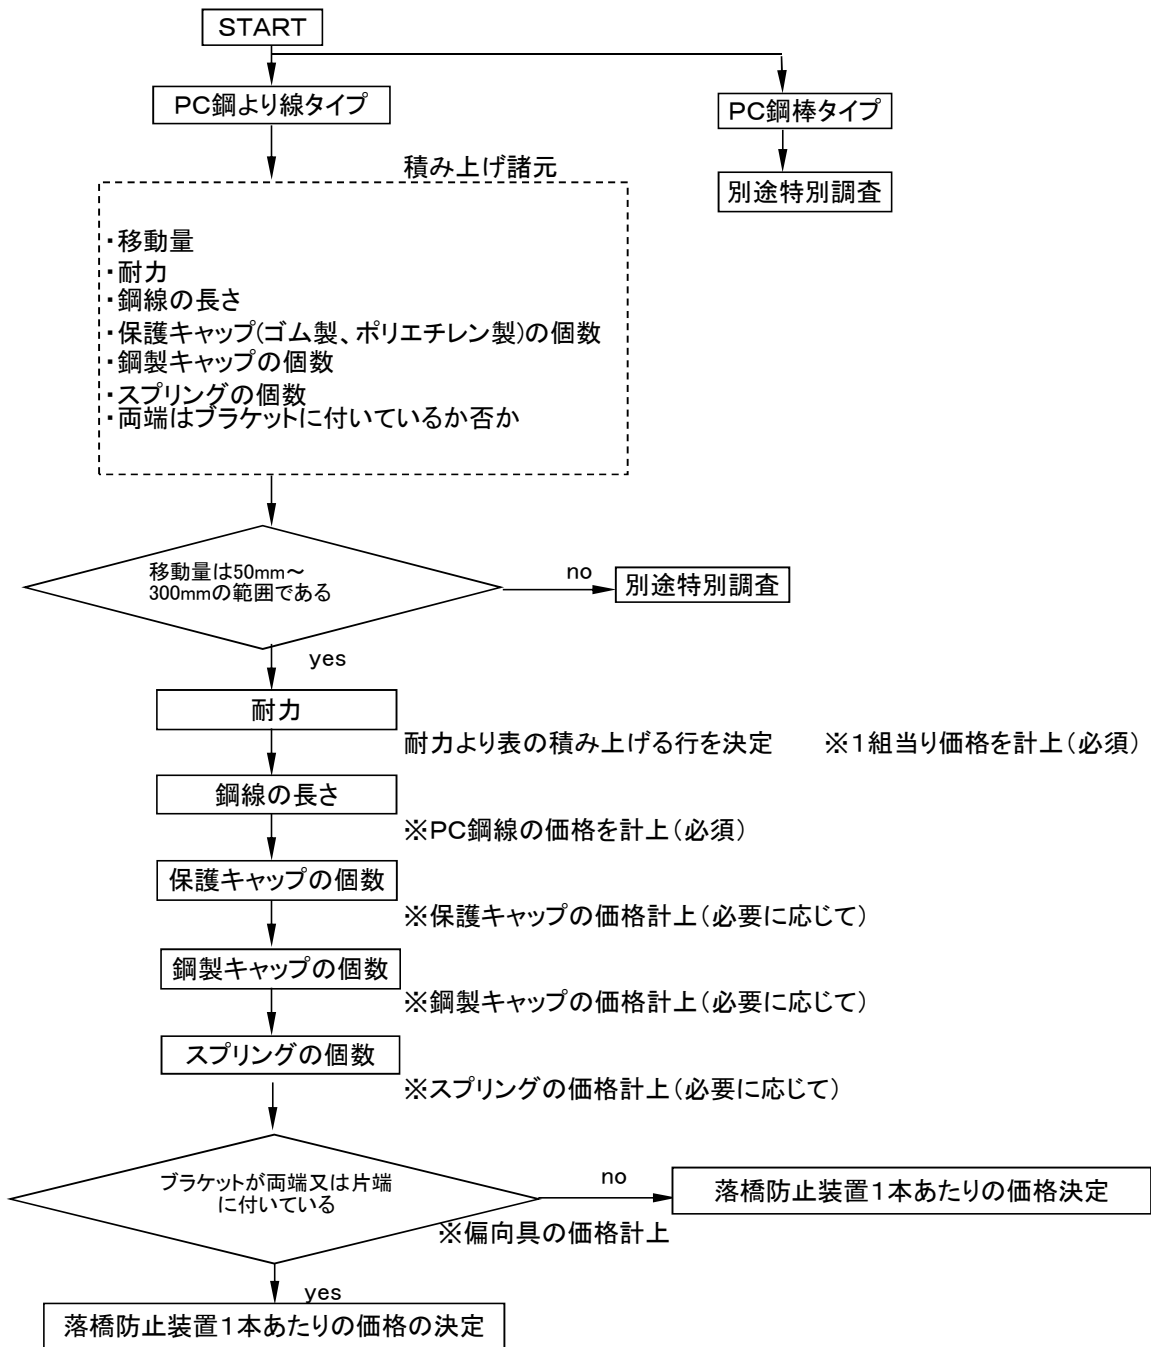 START
PC鋼より線タイプ
PC鋼棒タイプ
積み上げ諸元
別途特別調査
・移動量
・耐力
・鋼線の長さ
・保護キャップ(ゴム製、ポリエチレン製)の個数
・鋼製キャップの個数
・スプリングの個数
・両端はブラケットに付いているか否か
移動量は50mm～
300mmの範囲である
no
別途特別調査
yes
耐力
耐力より表の積み上げる行を決定　　※1組当り価格を計上(必須)
鋼線の長さ
※PC鋼線の価格を計上(必須)
保護キャップの個数
※保護キャップの価格計上(必要に応じて)
鋼製キャップの個数
※鋼製キャップの価格計上(必要に応じて)
スプリングの個数
※スプリングの価格計上(必要に応じて)
ブラケットが両端又は片端
に付いている
no
落橋防止装置1本あたりの価格決定
※偏向具の価格計上
yes
落橋防止装置1本あたりの価格の決定